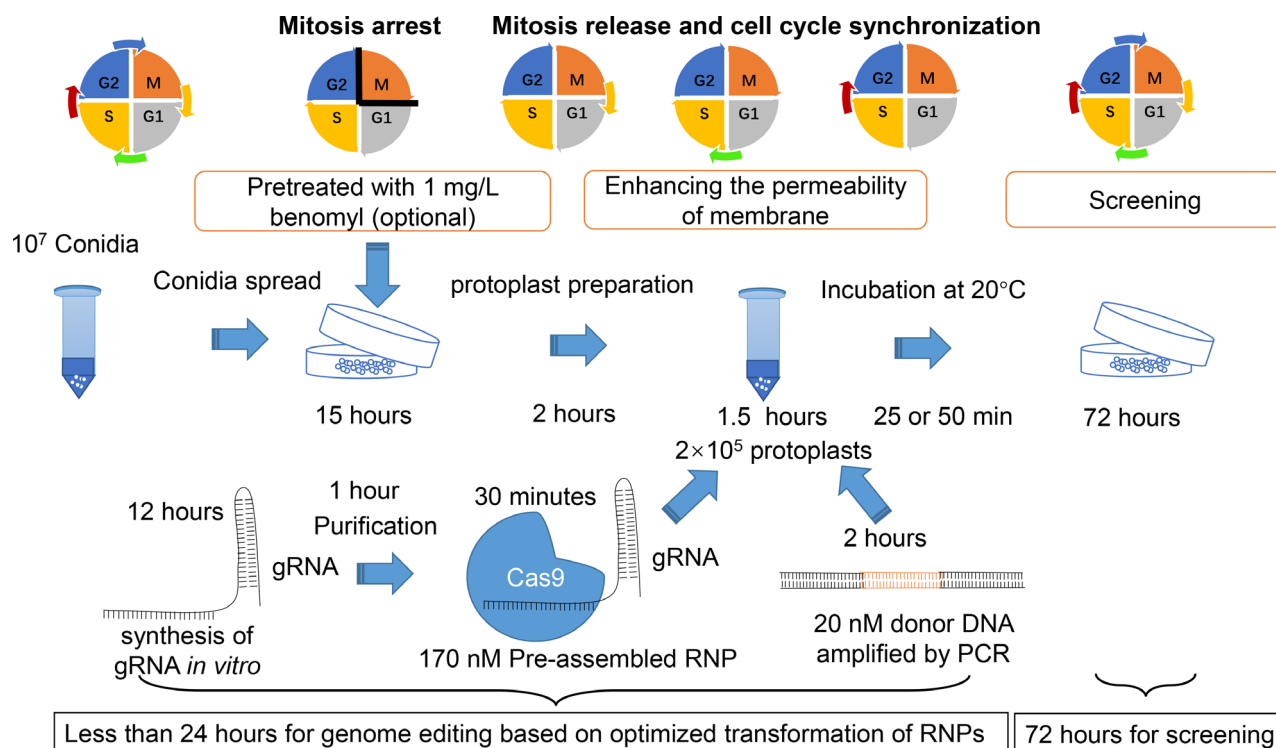 Mitosis arrest
Mitosis release and cell cycle synchronization
G2 M
S G1
G2 M
S G1
G2 M
S G1
G2 M
S G1
G2 M
S G1
G2 M
S G1
Pretreated with 1 mg/L
benomyl (optional)
Enhancing the permeability
of membrane
Screening
10⁷ Conidia
Conidia spread
protoplast preparation
Incubation at 20°C
15 hours
2 hours
1.5 hours
25 or 50 min
72 hours
2×10⁵ protoplasts
12 hours
1 hour
Purification
30 minutes
2 hours
gRNA
Cas9
gRNA
synthesis of
gRNA in vitro
170 nM Pre-assembled RNP
20 nM donor DNA
amplified by PCR
Less than 24 hours for genome editing based on optimized transformation of RNPs
72 hours for screening